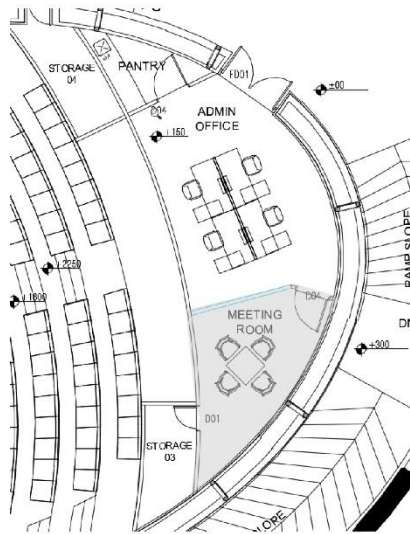 STORAGE
04
PANTRY
D04
FD01
±00
ADMIN
OFFICE
+150
+2250
+1800
RAMP SLOPE
MEETING
ROOM
D04
+300
D01
STORAGE
03
SLOPE